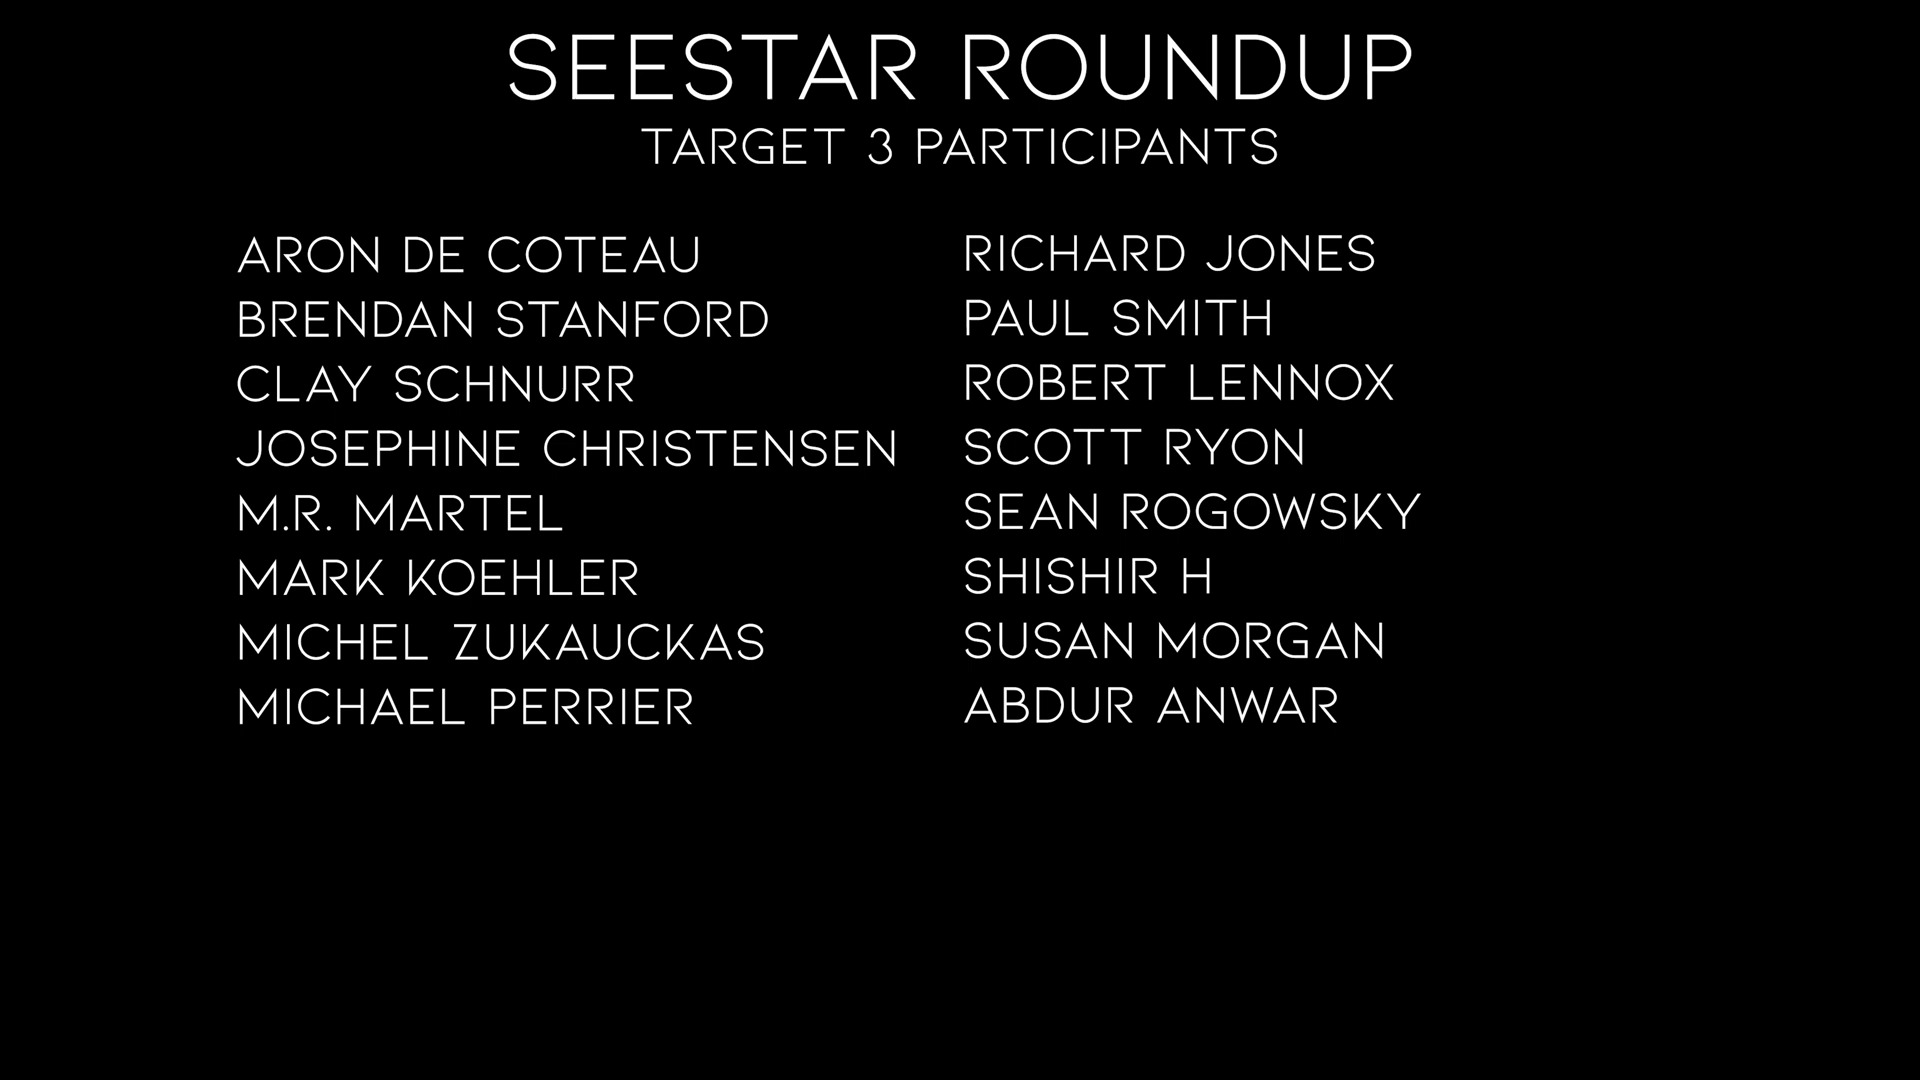 SEESTAR ROUNDUP
TARGET 3 PARTICIPANTS
ARON DE COTEAU
BRENDAN STANFORD
CLAY SCHNURR
JOSEPHINE CHRISTENSEN
M.R. MARTEL
MARK KOEHLER
MICHEL ZUKAUCKAS
MICHAEL PERRIER
RICHARD JONES
PAUL SMITH
ROBERT LENNOX
SCOTT RYON
SEAN ROGOWSKY
SHISHIR H
SUSAN MORGAN
ABDUR ANWAR